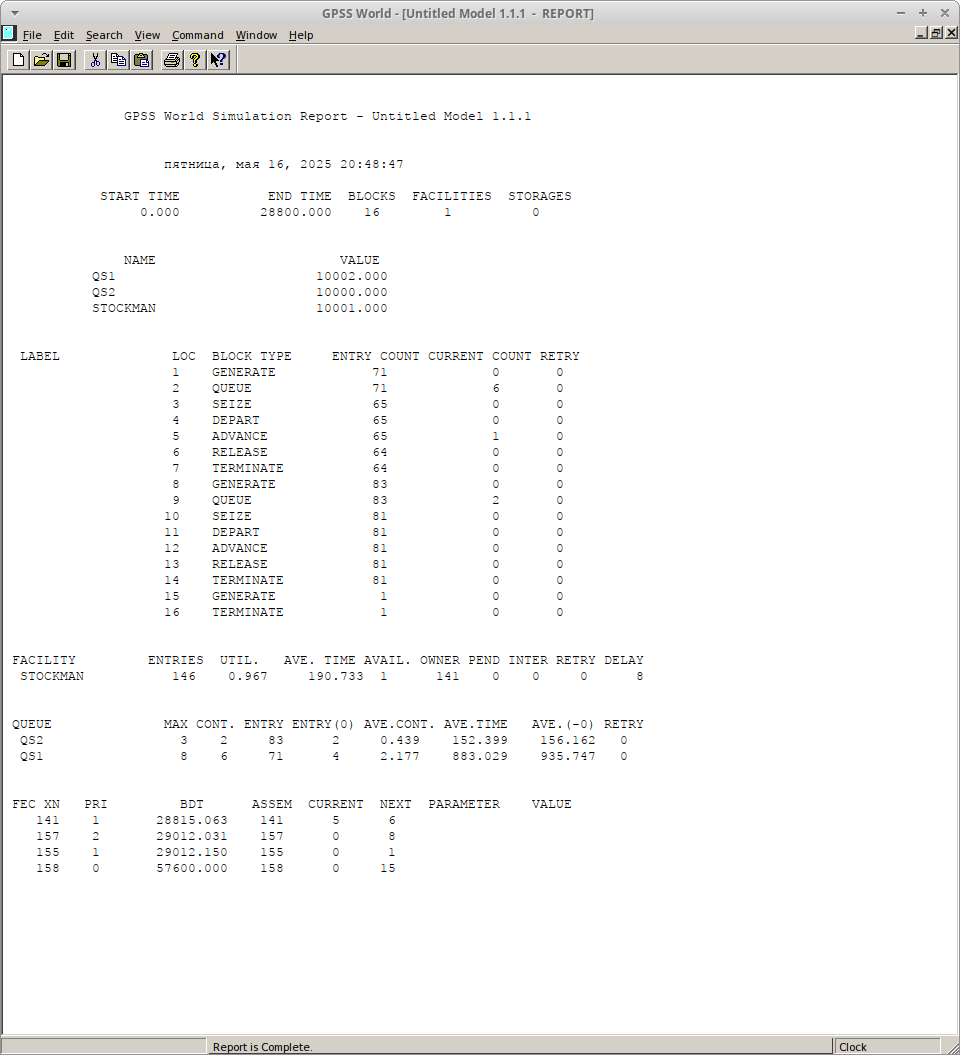 GPSS World - [Untitled Model 1.1.1 - REPORT]
File Edit Search View Command Window Help
GPSS World Simulation Report - Untitled Model 1.1.1
пятница, мая 16, 2025 20:48:47
START TIME END TIME BLOCKS FACILITIES STORAGES
0.000 28800.000 16 1 0
NAME VALUE
QS1 10002.000
QS2 10000.000
STOCKMAN 10001.000
LABEL LOC BLOCK TYPE ENTRY COUNT CURRENT COUNT RETRY
1 GENERATE 71 0 0
2 QUEUE 71 6 0
3 SEIZE 65 0 0
4 DEPART 65 0 0
5 ADVANCE 65 1 0
6 RELEASE 64 0 0
7 TERMINATE 64 0 0
8 GENERATE 83 0 0
9 QUEUE 83 2 0
10 SEIZE 81 0 0
11 DEPART 81 0 0
12 ADVANCE 81 0 0
13 RELEASE 81 0 0
14 TERMINATE 81 0 0
15 GENERATE 1 0 0
16 TERMINATE 1 0 0
FACILITY ENTRIES UTIL. AVE. TIME AVAIL. OWNER PEND INTER RETRY DELAY
STOCKMAN 146 0.967 190.733 1 141 0 0 0 8
QUEUE MAX CONT. ENTRY ENTRY(0) AVE.CONT. AVE.TIME AVE.(-0) RETRY
QS2 3 2 83 2 0.439 152.399 156.162 0
QS1 8 6 71 4 2.177 883.029 935.747 0
FEC XN PRI BDT ASSEM CURRENT NEXT PARAMETER VALUE
141 1 28815.063 141 5 6
157 2 29012.031 157 0 8
155 1 29012.150 155 0 1
158 0 57600.000 158 0 15
Report is Complete. Clock